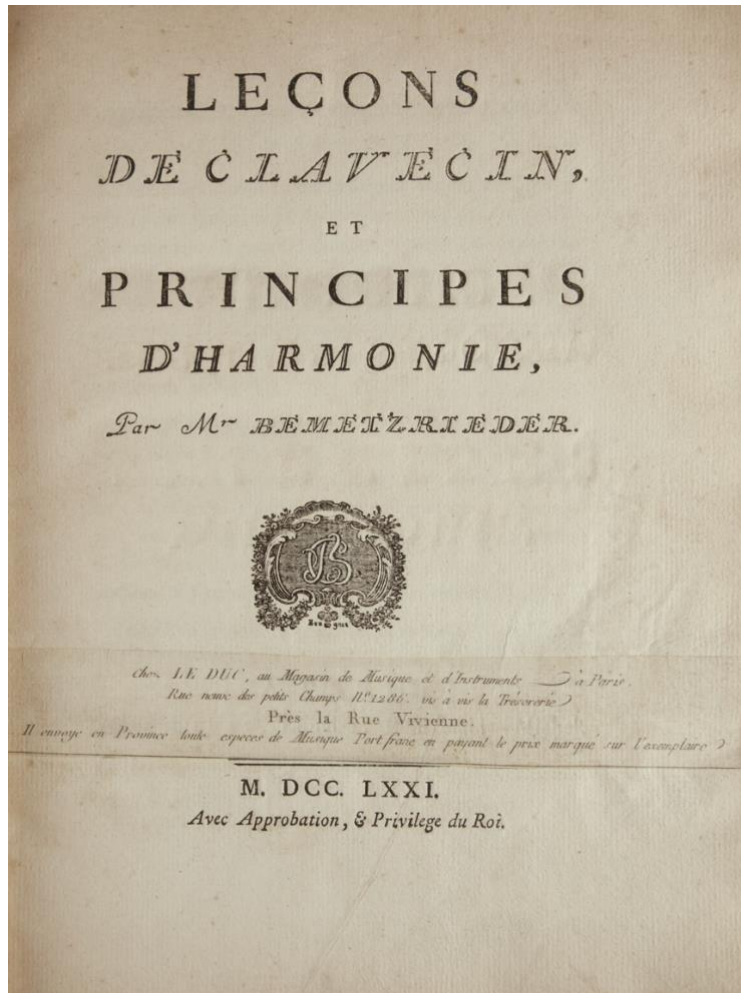 LEÇONS
DE CLAVECIN,
ET
PRINCIPES
D'HARMONIE,
Par Mr BEMETZRIEDER.
chez LE DUC, au Magasin de Musique et d'Instruments à Paris.
Rue neuve des petits Champs No. 1286. vis à vis la Trésorerie
Près la Rue Vivienne.
Il envoye en Province toute especes de Musique Port franc en payant le prix marqué sur l'exemplaire
M. DCC. LXXI.
Avec Approbation, & Privilege du Roi.